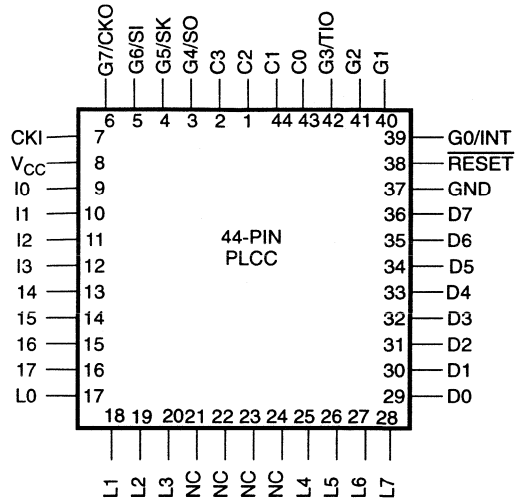 G7/CKO G6/SI G5/SK G4/SO C3 C2 C1 C0 G3/TIO G2 G1
6 5 4 3 2 1 44 43 42 41 40
CKI 7 39 G0/INT
VCC 8 38 RESET
I0 9 37 GND
I1 10 36 D7
I2 11 35 D6
44-PIN
PLCC
I3 12 34 D5
14 13 33 D4
15 14 32 D3
16 15 31 D2
17 16 30 D1
L0 17 29 D0
18 19 20 21 22 23 24 25 26 27 28
L1 L2 L3 NC NC NC NC L4 L5 L6 L7